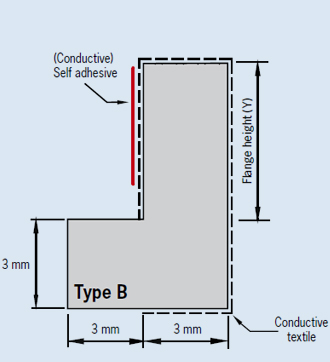 (Conductive)
Self adhesive
Flange height (Y)
3 mm
Type B
3 mm
3 mm
Conductive
textile